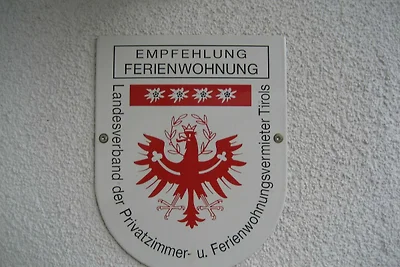 EMPFEHLUNG
FERIENWOHNUNG
Landesverband der Privatzimmer- u. Ferienwohnungsvermieter Tirols